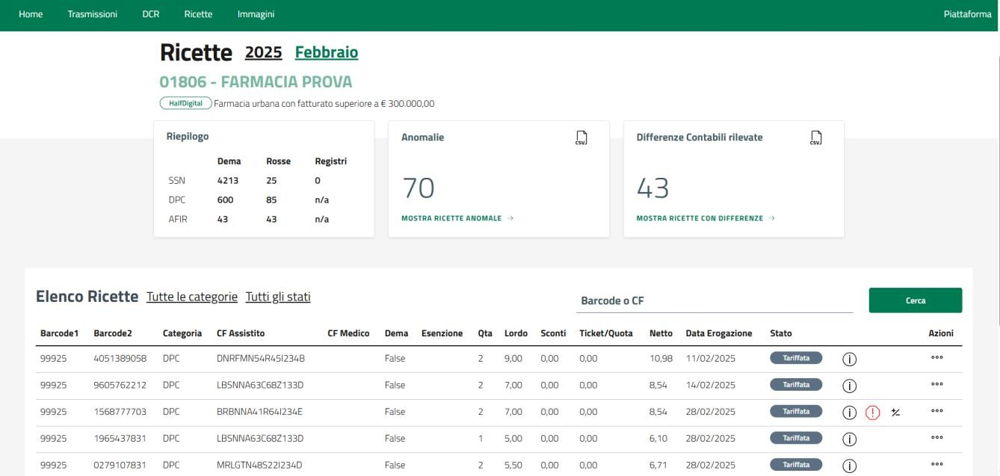 Home Trasmissioni DCR Ricette Immagini Piattaforma
Ricette 2025 Febbraio
01806 - FARMACIA PROVA
HalfDigital Farmacia urbana con fatturato superiore a € 300.000,00
Riepilogo
Dema Rosse Registri
SSN 4213 25 0
DPC 600 85 n/a
AFIR 43 43 n/a
Anomalie
CSV
70
MOSTRA RICETTE ANOMALE →
Differenze Contabili rilevate
CSV
43
MOSTRA RICETTE CON DIFFERENZE →
Elenco Ricette Tutte le categorie Tutti gli stati
Barcode o CF
Cerca
Barcode1 Barcode2 Categoria CF Assistito CF Medico Dema Esenzione Qta Lordo Sconti Ticket/Quota Netto Data Erogazione Stato Azioni
99925 4051389058 DPC DNRFMN54R45I234B False 2 9,00 0,00 0,00 10,98 11/02/2025 Tariffata
99925 9605762212 DPC LBSNNA63C68Z133D False 2 7,00 0,00 0,00 8,54 14/02/2025 Tariffata
99925 1568777703 DPC BRBNNA41R64I234E False 2 7,00 0,00 0,00 8,54 28/02/2025 Tariffata
99925 1965437831 DPC LBSNNA63C68Z133D False 1 5,00 0,00 0,00 6,10 28/02/2025 Tariffata
99925 0279107831 DPC MRLGTN48S22I234D False 2 5,50 0,00 0,00 6,71 28/02/2025 Tariffata